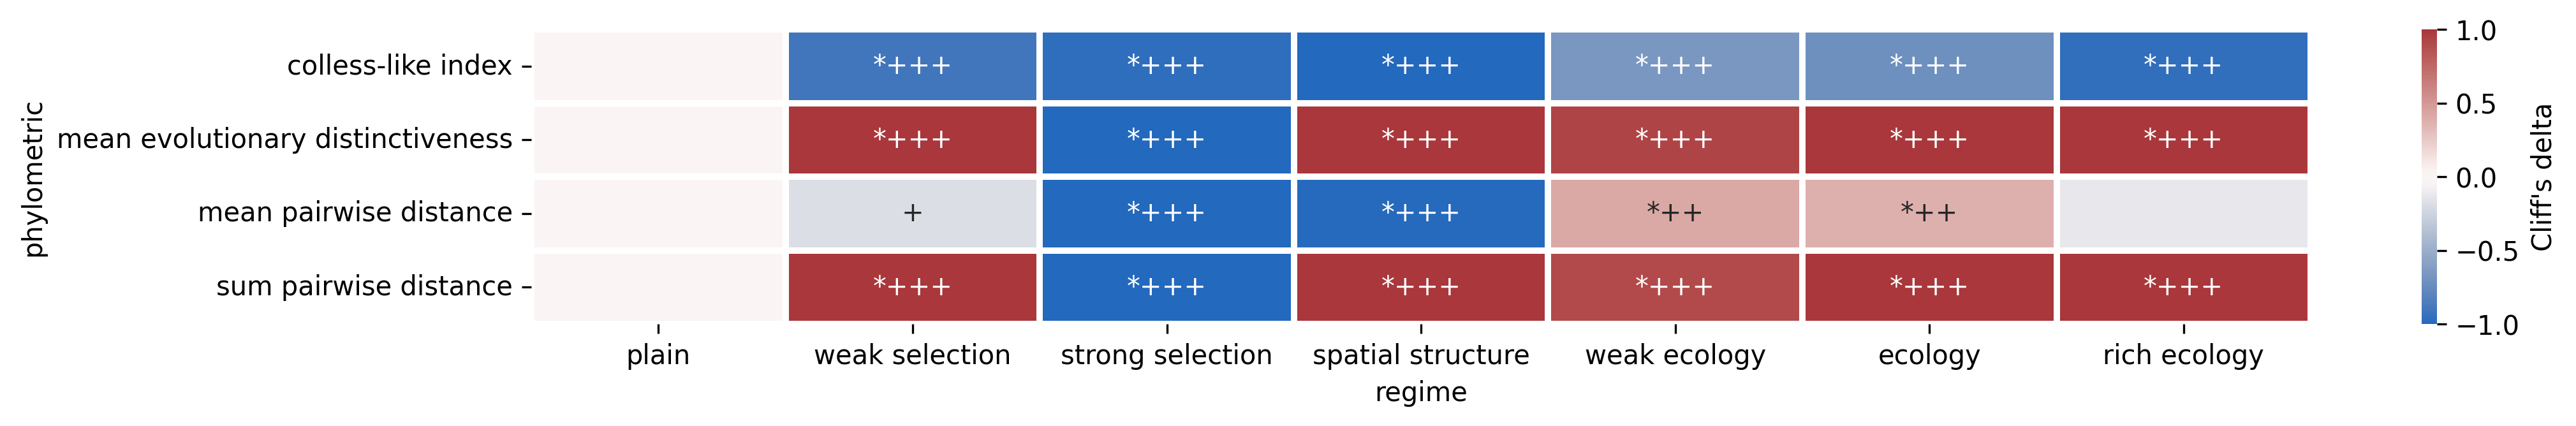 phylometric
colless-like index *+++ *+++ *+++ *+++ *+++ *+++
mean evolutionary distinctiveness *+++ *+++ *+++ *+++ *+++ *+++
mean pairwise distance + *+++ *+++ *++ *++
sum pairwise distance *+++ *+++ *+++ *+++ *+++ *+++
plain weak selection strong selection spatial structure weak ecology ecology rich ecology
regime
1.0
0.5
0.0
−0.5
−1.0
Cliff's delta